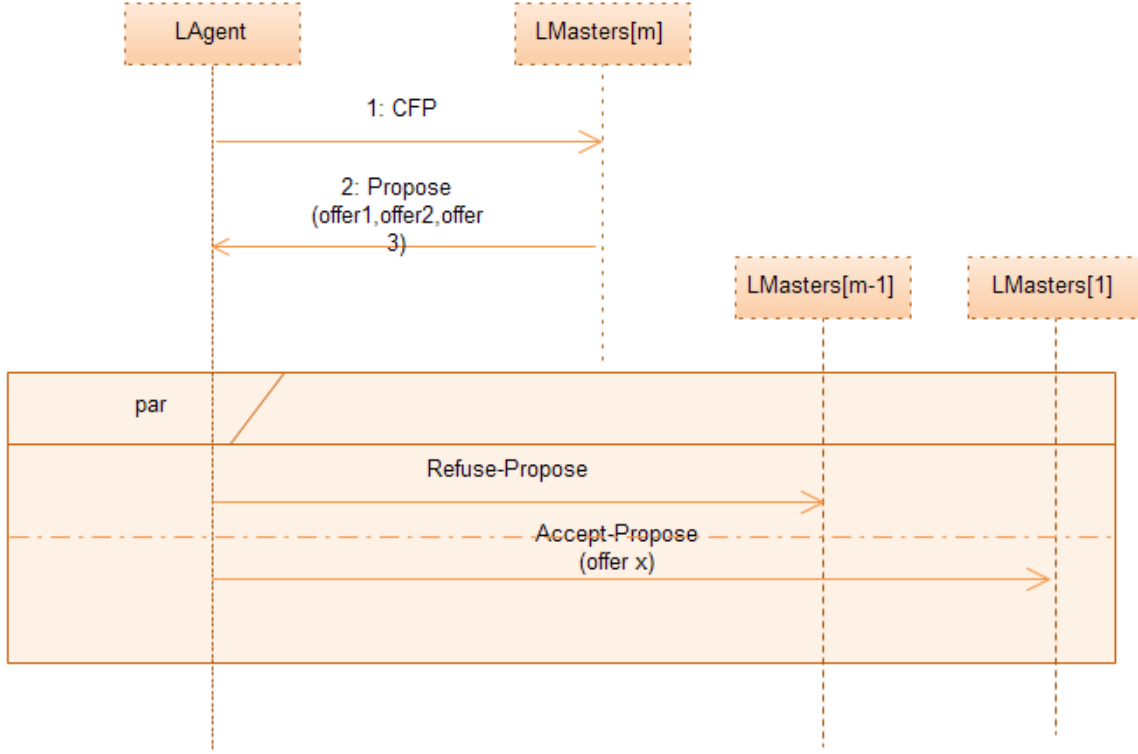 LAgent
LMasters[m]
1: CFP
2: Propose
(offer1,offer2,offer
3)
LMasters[m-1]
LMasters[1]
par
Refuse-Propose
Accept-Propose
(offer x)